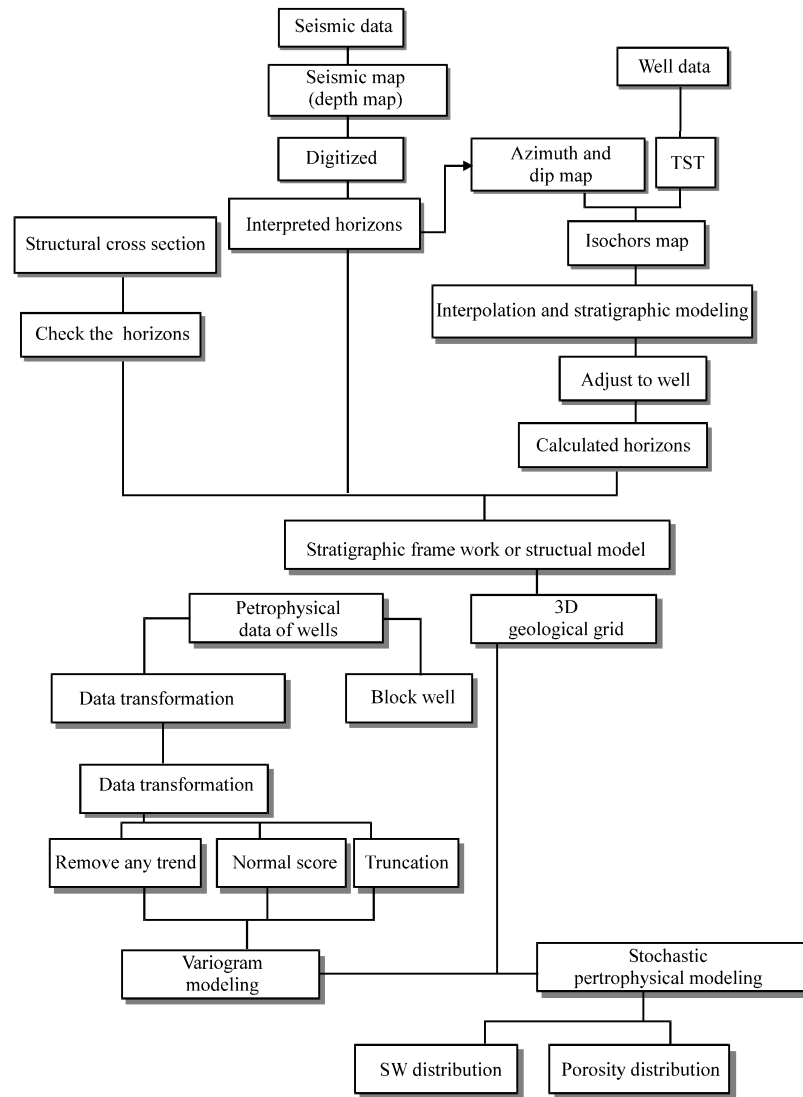 Seismic data
Seismic map
(depth map)
Well data
Digitized
Azimuth and
dip map
TST
Interpreted horizons
Structural cross section
Isochors map
Check the horizons
Interpolation and stratigraphic modeling
Adjust to well
Calculated horizons
Stratigraphic frame work or structual model
Petrophysical
data of wells
3D
geological grid
Data transformation
Block well
Data transformation
Remove any trend
Normal score
Truncation
Variogram
modeling
Stochastic
pertrophysical modeling
SW distribution
Porosity distribution